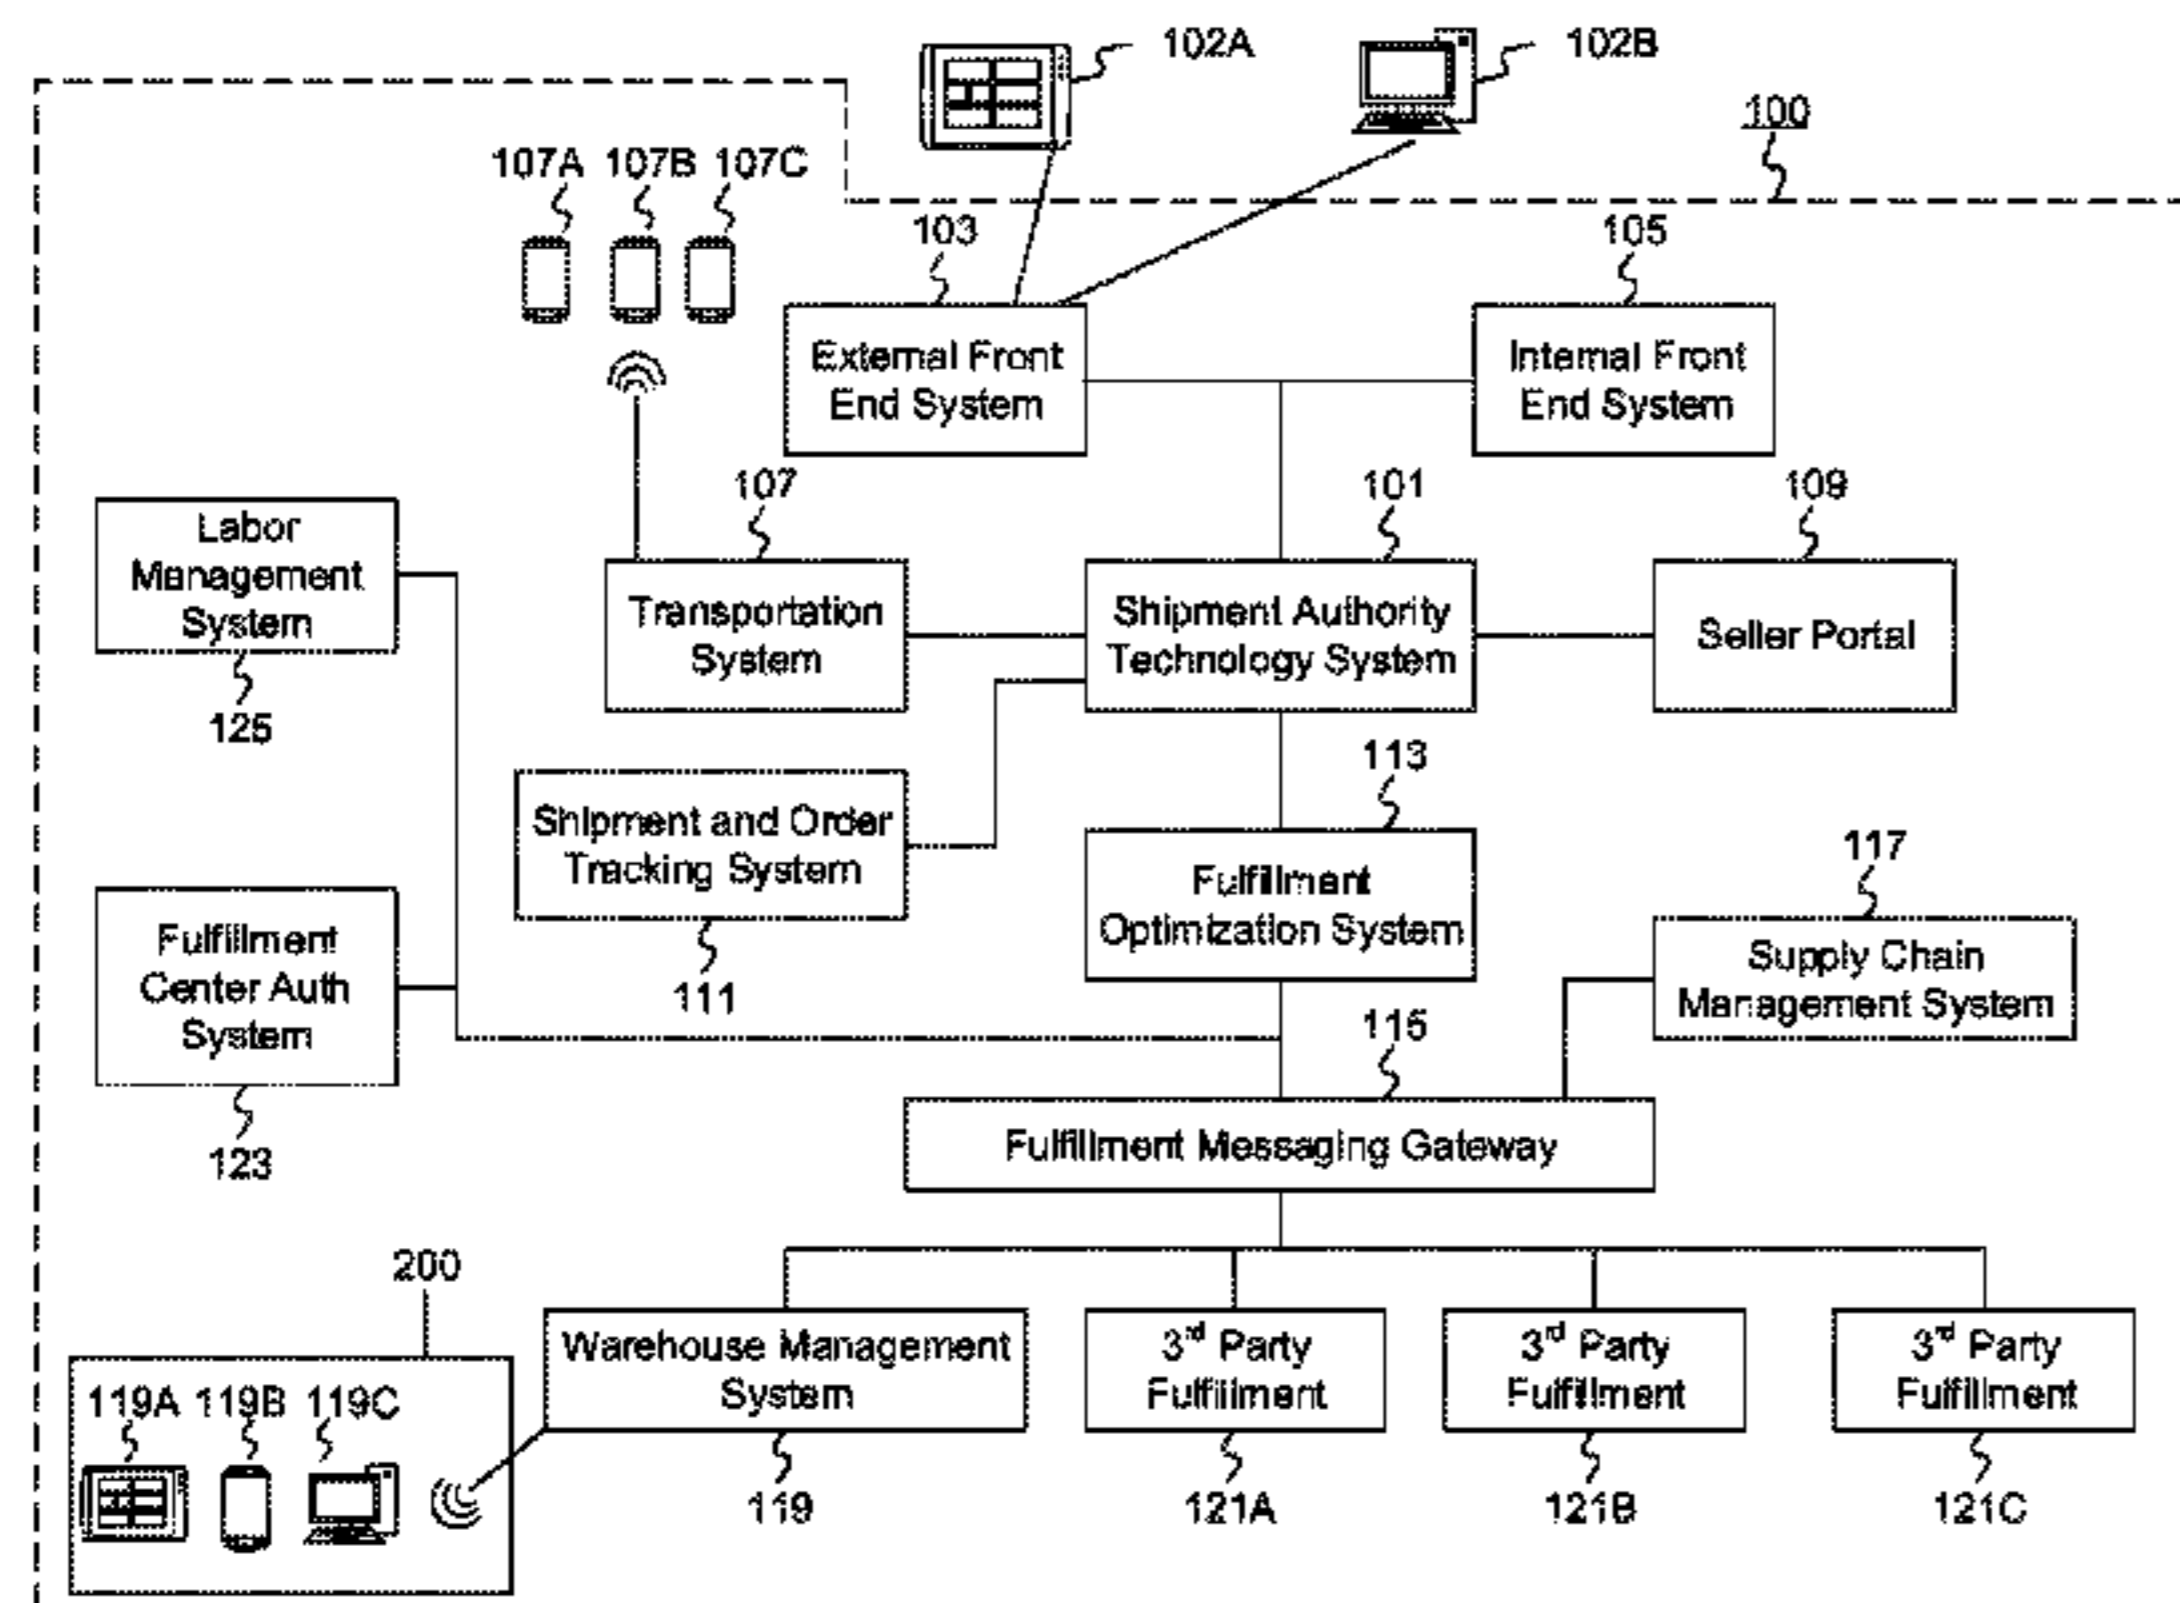 102A
102B
100
107A 107B 107C
103
105
External Front
End System
Internal Front
End System
107
101
109
Labor
Management
System
Transportation
System
Shipment Authority
Technology System
Seller Portal
125
113
Shipment and Order
Tracking System
117
Fulfillment
Optimization System
Fulfillment
Center Auth
System
Supply Chain
Management System
111
115
Fulfillment Messaging Gateway
123
200
Warehouse Management
System
3rd Party
Fulfillment
3rd Party
Fulfillment
3rd Party
Fulfillment
119A 119B 119C
119
121A
121B
121C